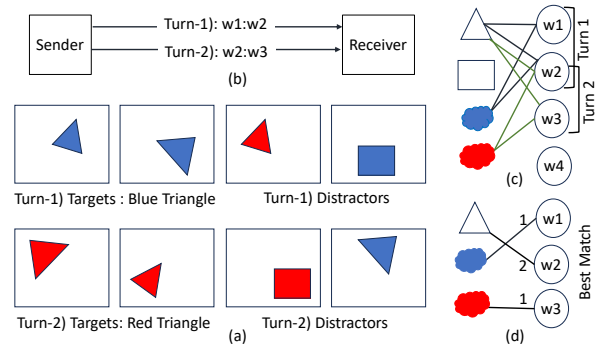 Sender
Turn-1): w1:w2
Turn-2): w2:w3
Receiver
(b)
Turn-1) Targets : Blue Triangle
Turn-1) Distractors
Turn-2) Targets: Red Triangle
Turn-2) Distractors
(a)
w1
w2
w3
w4
Turn 1
Turn 2
(c)
1
w1
2
w2
1
w3
Best Match
(d)